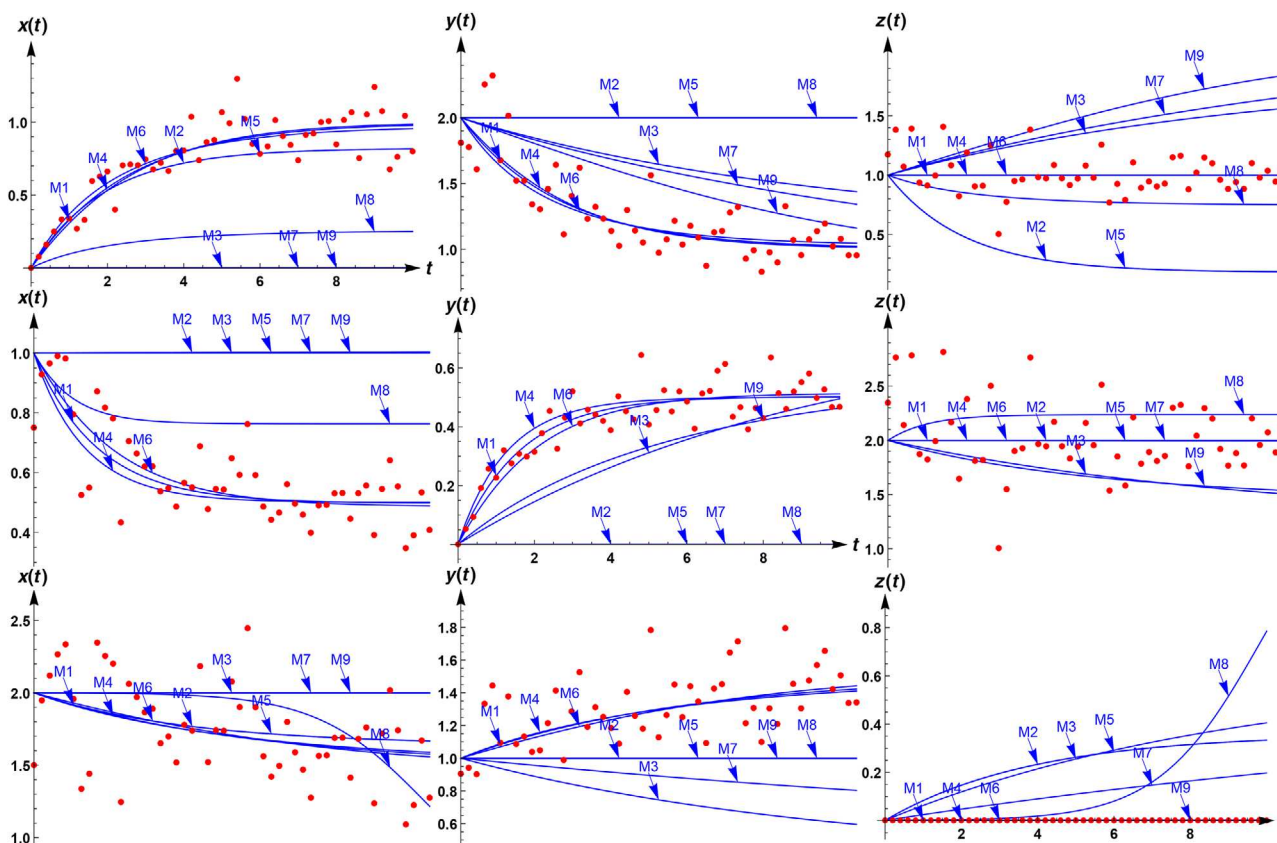 x(t) y(t) z(t)
1.0 0.5 M1 M4 M6 M2 M5 M8 M3 M7 M9 2 4 6 8 t
2.5 2.0 1.5 1.0 0.5 M2 M5 M8 M1 M4 M6 M3 M7 M9
1.5 1.0 0.5 M9 M7 M3 M1 M4 M6 M8 M2 M5
x(t) y(t) z(t)
1.0 0.8 0.6 0.4 M2 M3 M5 M7 M9 M8 M1 M4 M6
0.6 0.4 0.2 0.0 M4 M6 M1 M9 M3 M2 M5 M7 M8 2 4 6 8 t
2.5 2.0 1.5 1.0 M8 M1 M4 M6 M2 M5 M7 M3 M9
x(t) y(t) z(t)
2.5 2.0 1.5 1.0 M3 M7 M9 M1 M4 M6 M2 M5 M8
1.8 1.6 1.4 1.2 1.0 0.8 0.6 M1 M4 M6 M2 M5 M9 M8 M7 M3
0.8 0.6 0.4 0.2 0.0 M8 M2 M3 M5 M7 M1 M4 M6 M9 2 4 6 8 t